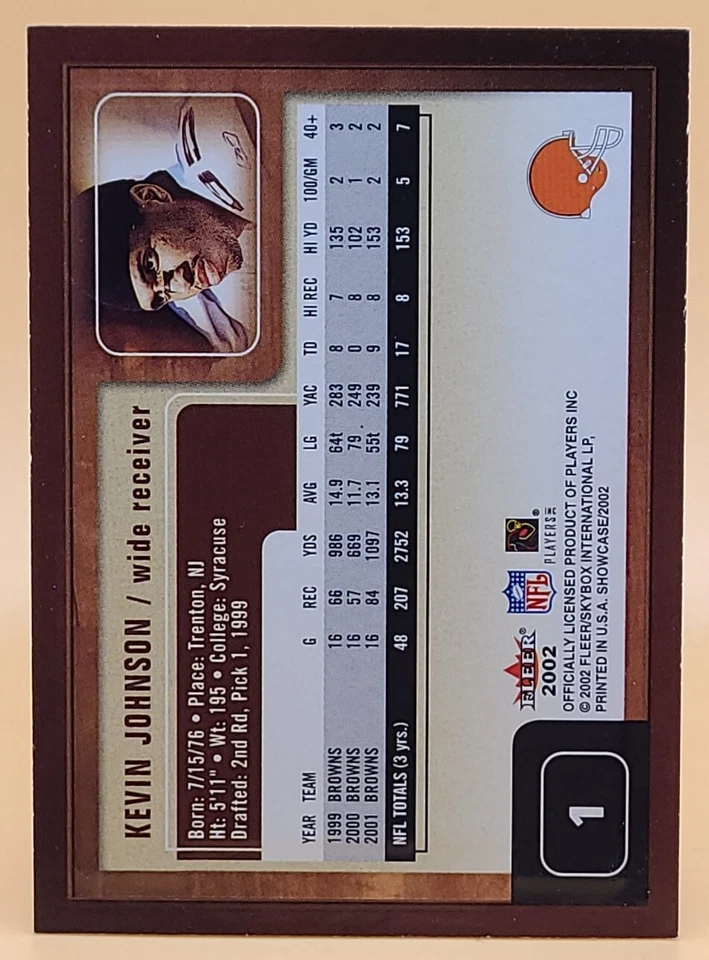 KEVIN JOHNSON / wide receiver
Born: 7/15/76 • Place: Trenton, NJ
Ht: 5'11" • Wt: 195 • College: Syracuse
Drafted: 2nd Rd, Pick 1, 1999
YEAR TEAM G REC YDS AVG LG YAC TD HI REC HI YD 100/GM 40+
1999 BROWNS 16 66 986 14.9 64t 283 8 7 135 2 3
2000 BROWNS 16 57 669 11.7 79 249 0 8 102 1 2
2001 BROWNS 16 84 1097 13.1 55t 239 9 8 153 2 2
NFL TOTALS (3 yrs.) 48 207 2752 13.3 79 771 17 8 153 5 7
FLEER®
2002
NFL
PLAYERS INC ®
OFFICIALLY LICENSED PRODUCT OF PLAYERS INC
© 2002 FLEER/SKYBOX INTERNATIONAL LP,
PRINTED IN U.S.A. SHOWCASE/2002
1